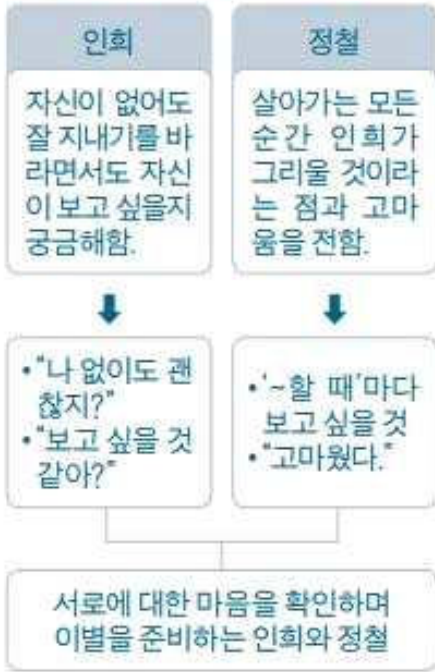 인희
자신이 없어도
잘 지내기를 바
라면서도 자신
이 보고 싶을지
궁금해함.
정철
살아가는 모든
순간 인희가
그리울 것이라
는 점과 고마
움을 전함.
• "나 없이도 괜
찮지?"
• "보고 싶을 것
같아?"
• '~할 때'마다
보고 싶을 것
• "고마웠다."
서로에 대한 마음을 확인하며
이별을 준비하는 인희와 정철